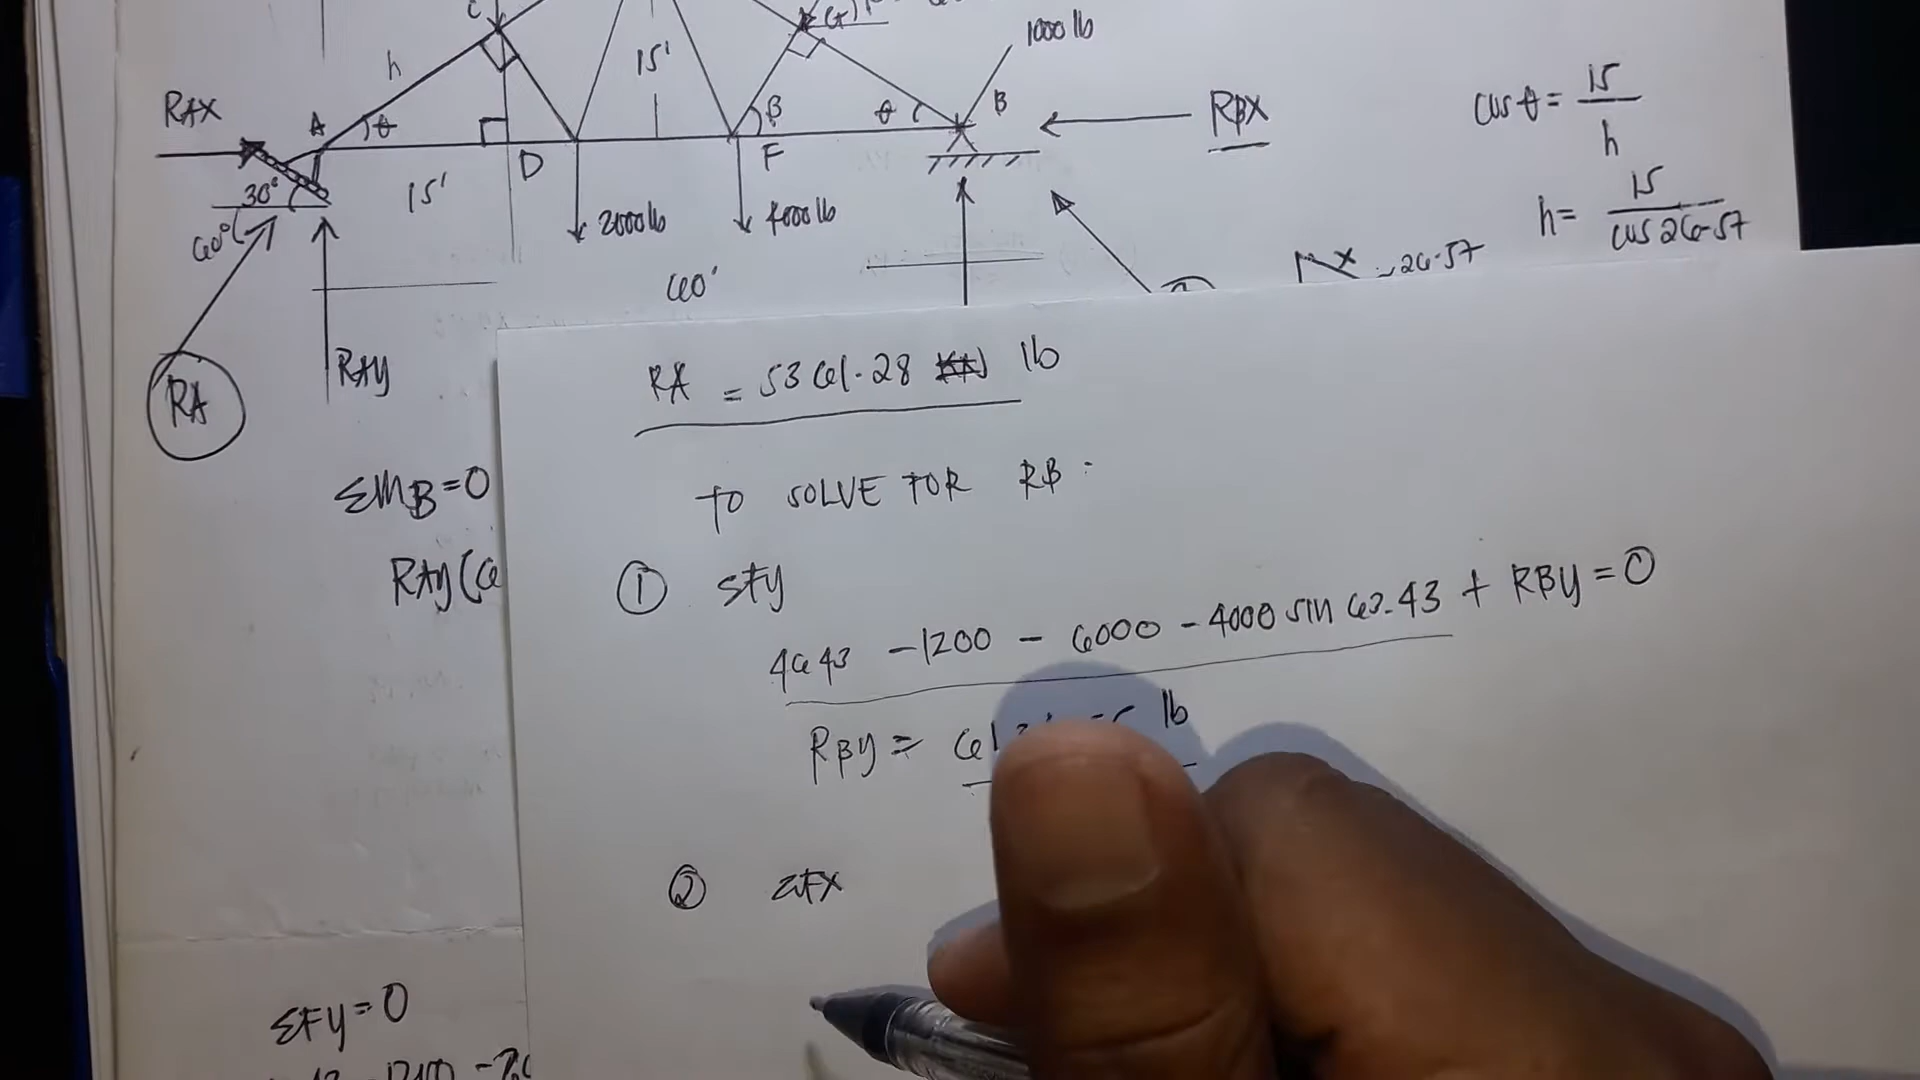 C
15'
1000 lb
h
RAX
A
θ
β
θ
B
RBX
cos θ = 15 / h
D
F
30°
15'
2000 lb
4000 lb
h = 15 / cos 26.57
60°
60'
26.57
RA
RAY
RA = 5361.28 lb
TO SOLVE FOR RB :
ΣMB = 0
RAY(6
① ΣFY
4643 - 1200 - 6000 - 4000 sin 63.43 + RBY = 0
RBY = lb
② ΣFX
ΣFY = 0